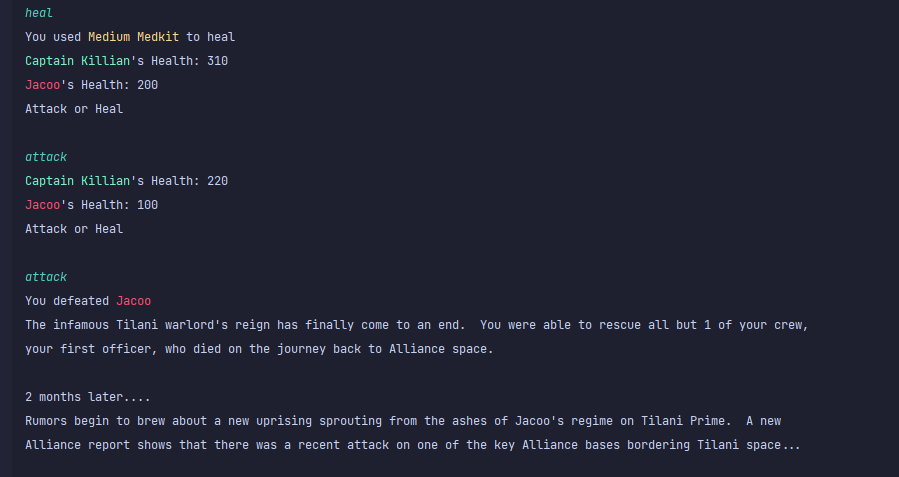 heal
You used Medium Medkit to heal
Captain Killian's Health: 310
Jacoo's Health: 200
Attack or Heal
attack
Captain Killian's Health: 220
Jacoo's Health: 100
Attack or Heal
attack
You defeated Jacoo
The infamous Tilani warlord's reign has finally come to an end.  You were able to rescue all but 1 of your crew,
your first officer, who died on the journey back to Alliance space.
2 months later....
Rumors begin to brew about a new uprising sprouting from the ashes of Jacoo's regime on Tilani Prime.  A new
Alliance report shows that there was a recent attack on one of the key Alliance bases bordering Tilani space...